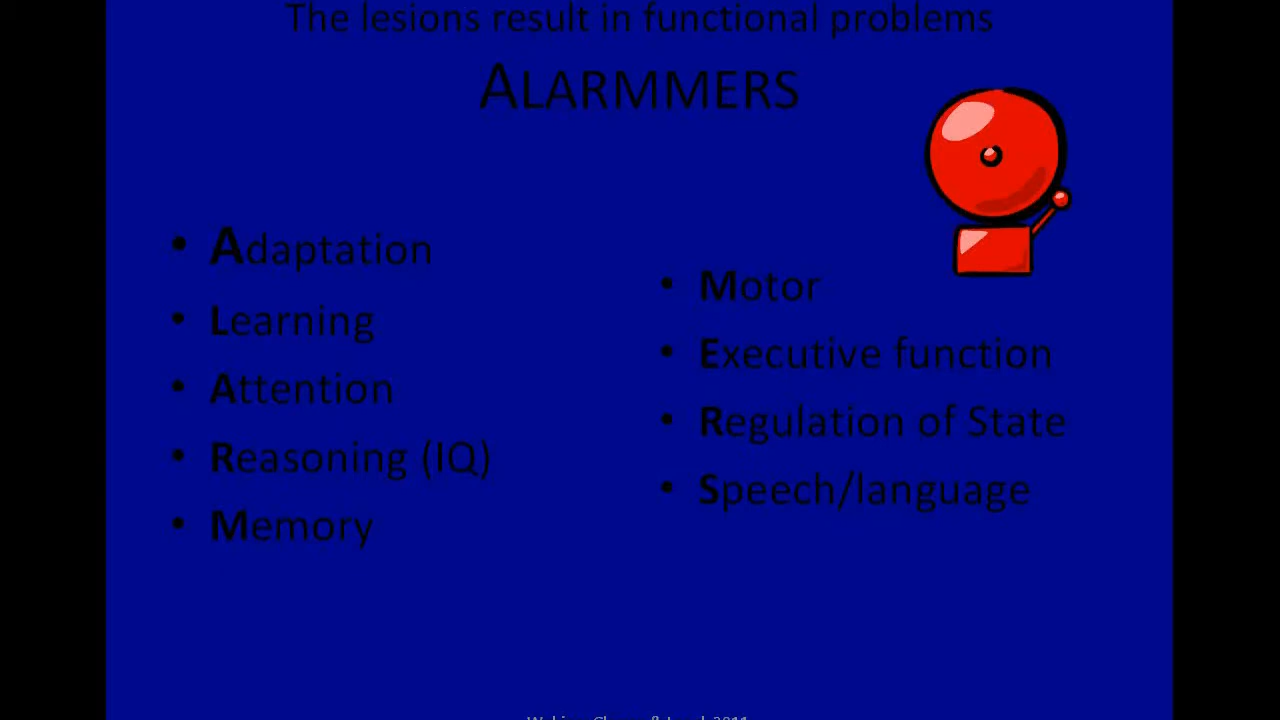 The lesions result in functional problems
ALARMMERS
• Adaptation
• Learning
• Attention
• Reasoning (IQ)
• Memory
• Motor
• Executive function
• Regulation of State
• Speech/language